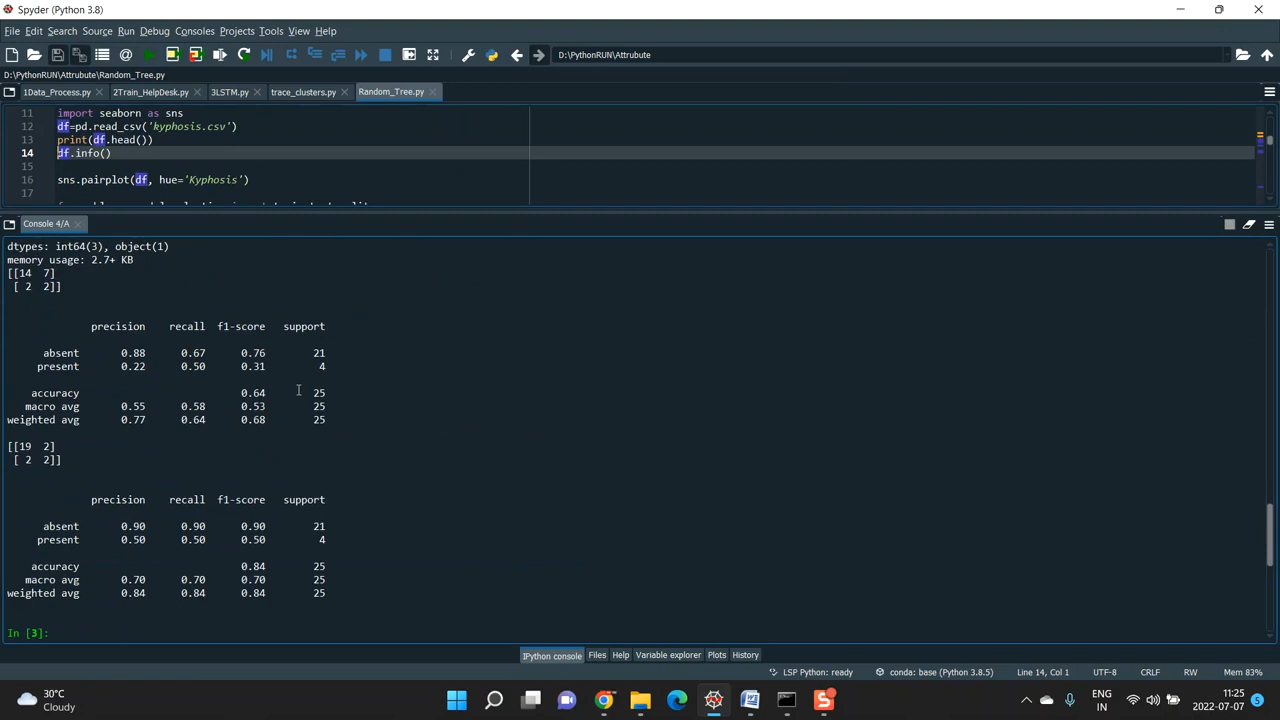 Spyder (Python 3.8)
File Edit Search Source Run Debug Consoles Projects Tools View Help
D:\PythonRUN\Attrubute
D:\PythonRUN\Attrubute\Random_Tree.py
1Data_Process.py 2Train_HelpDesk.py 3LSTM.py trace_clusters.py Random_Tree.py
11 import seaborn as sns
12 df=pd.read_csv('kyphosis.csv')
13 print(df.head())
14 df.info()
15
16 sns.pairplot(df, hue='Kyphosis')
17
Console 4/A
dtypes: int64(3), object(1)
memory usage: 2.7+ KB
[[14 7]
[ 2 2]]
precision recall f1-score support
absent 0.88 0.67 0.76 21
present 0.22 0.50 0.31 4
accuracy 0.64 25
macro avg 0.55 0.58 0.53 25
weighted avg 0.77 0.64 0.68 25
[[19 2]
[ 2 2]]
precision recall f1-score support
absent 0.90 0.90 0.90 21
present 0.50 0.50 0.50 4
accuracy 0.84 25
macro avg 0.70 0.70 0.70 25
weighted avg 0.84 0.84 0.84 25
In [3]:
IPython console Files Help Variable explorer Plots History
LSP Python: ready conda: base (Python 3.8.5) Line 14, Col 1 UTF-8 CRLF RW Mem 83%
30°C
Cloudy
ENG
IN
11:25
2022-07-07
5